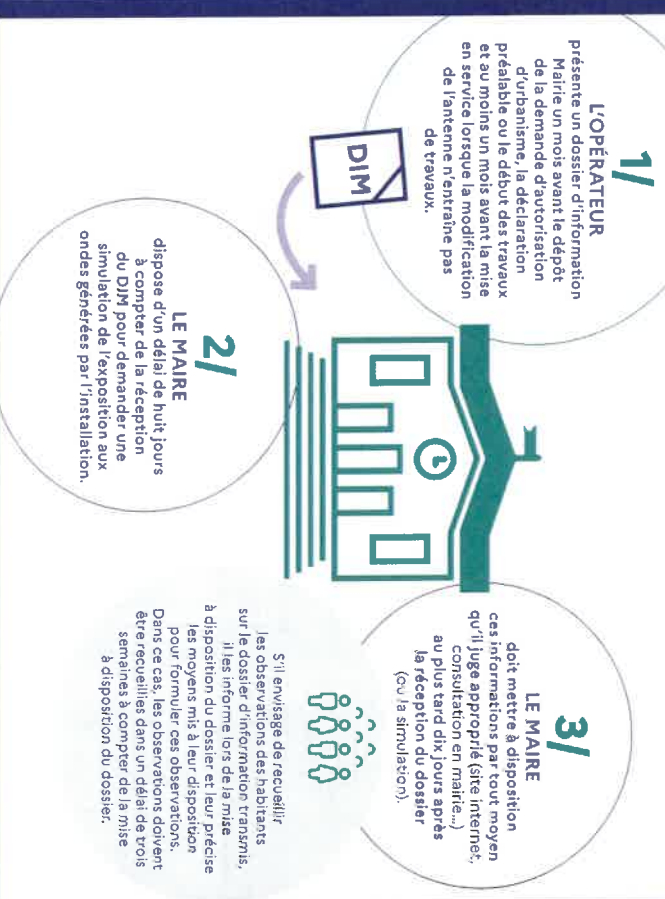 1/
L'OPÉRATEUR
présente un dossier d'information
Mairie un mois avant le dépôt
de la demande d'autorisation
d'urbanisme, la déclaration
préalable ou le début des travaux
et au moins un mois avant la mise
en service lorsque la modification
de l'antenne n'entraîne pas
de travaux.
DIM
2/
LE MAIRE
dispose d'un délai de huit jours
à compter de la réception
du DIM pour demander une
simulation de l'exposition aux
ondes générées par l'installation.
3/
LE MAIRE
doit mettre à disposition
ces informations par tout moyen
qu'il juge approprié (site internet,
consultation en mairie...)
au plus tard dix jours après
la réception du dossier
(ou la simulation).
S'il envisage de recueillir
les observations des habitants
sur le dossier d'information transmis,
il les informe lors de la mise
à disposition du dossier et leur précise
les moyens mis à leur disposition
pour formuler ces observations.
Dans ce cas, les observations doivent
être recueillies dans un délai de trois
semaines à compter de la mise
à disposition du dossier.